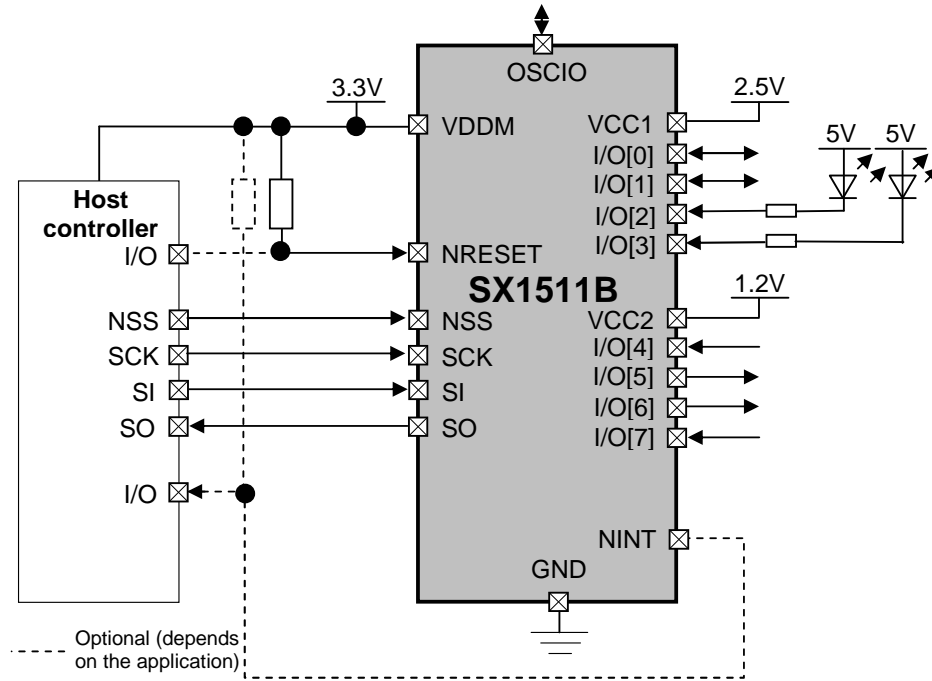 OSCIO
3.3V
2.5V
VDDM
VCC1
5V
5V
I/O[0]
I/O[1]
I/O[2]
I/O[3]
Host
controller
I/O
NRESET
SX1511B
1.2V
NSS
NSS
VCC2
SCK
SCK
I/O[4]
SI
SI
I/O[5]
SO
SO
I/O[6]
I/O[7]
I/O
NINT
GND
Optional (depends
on the application)